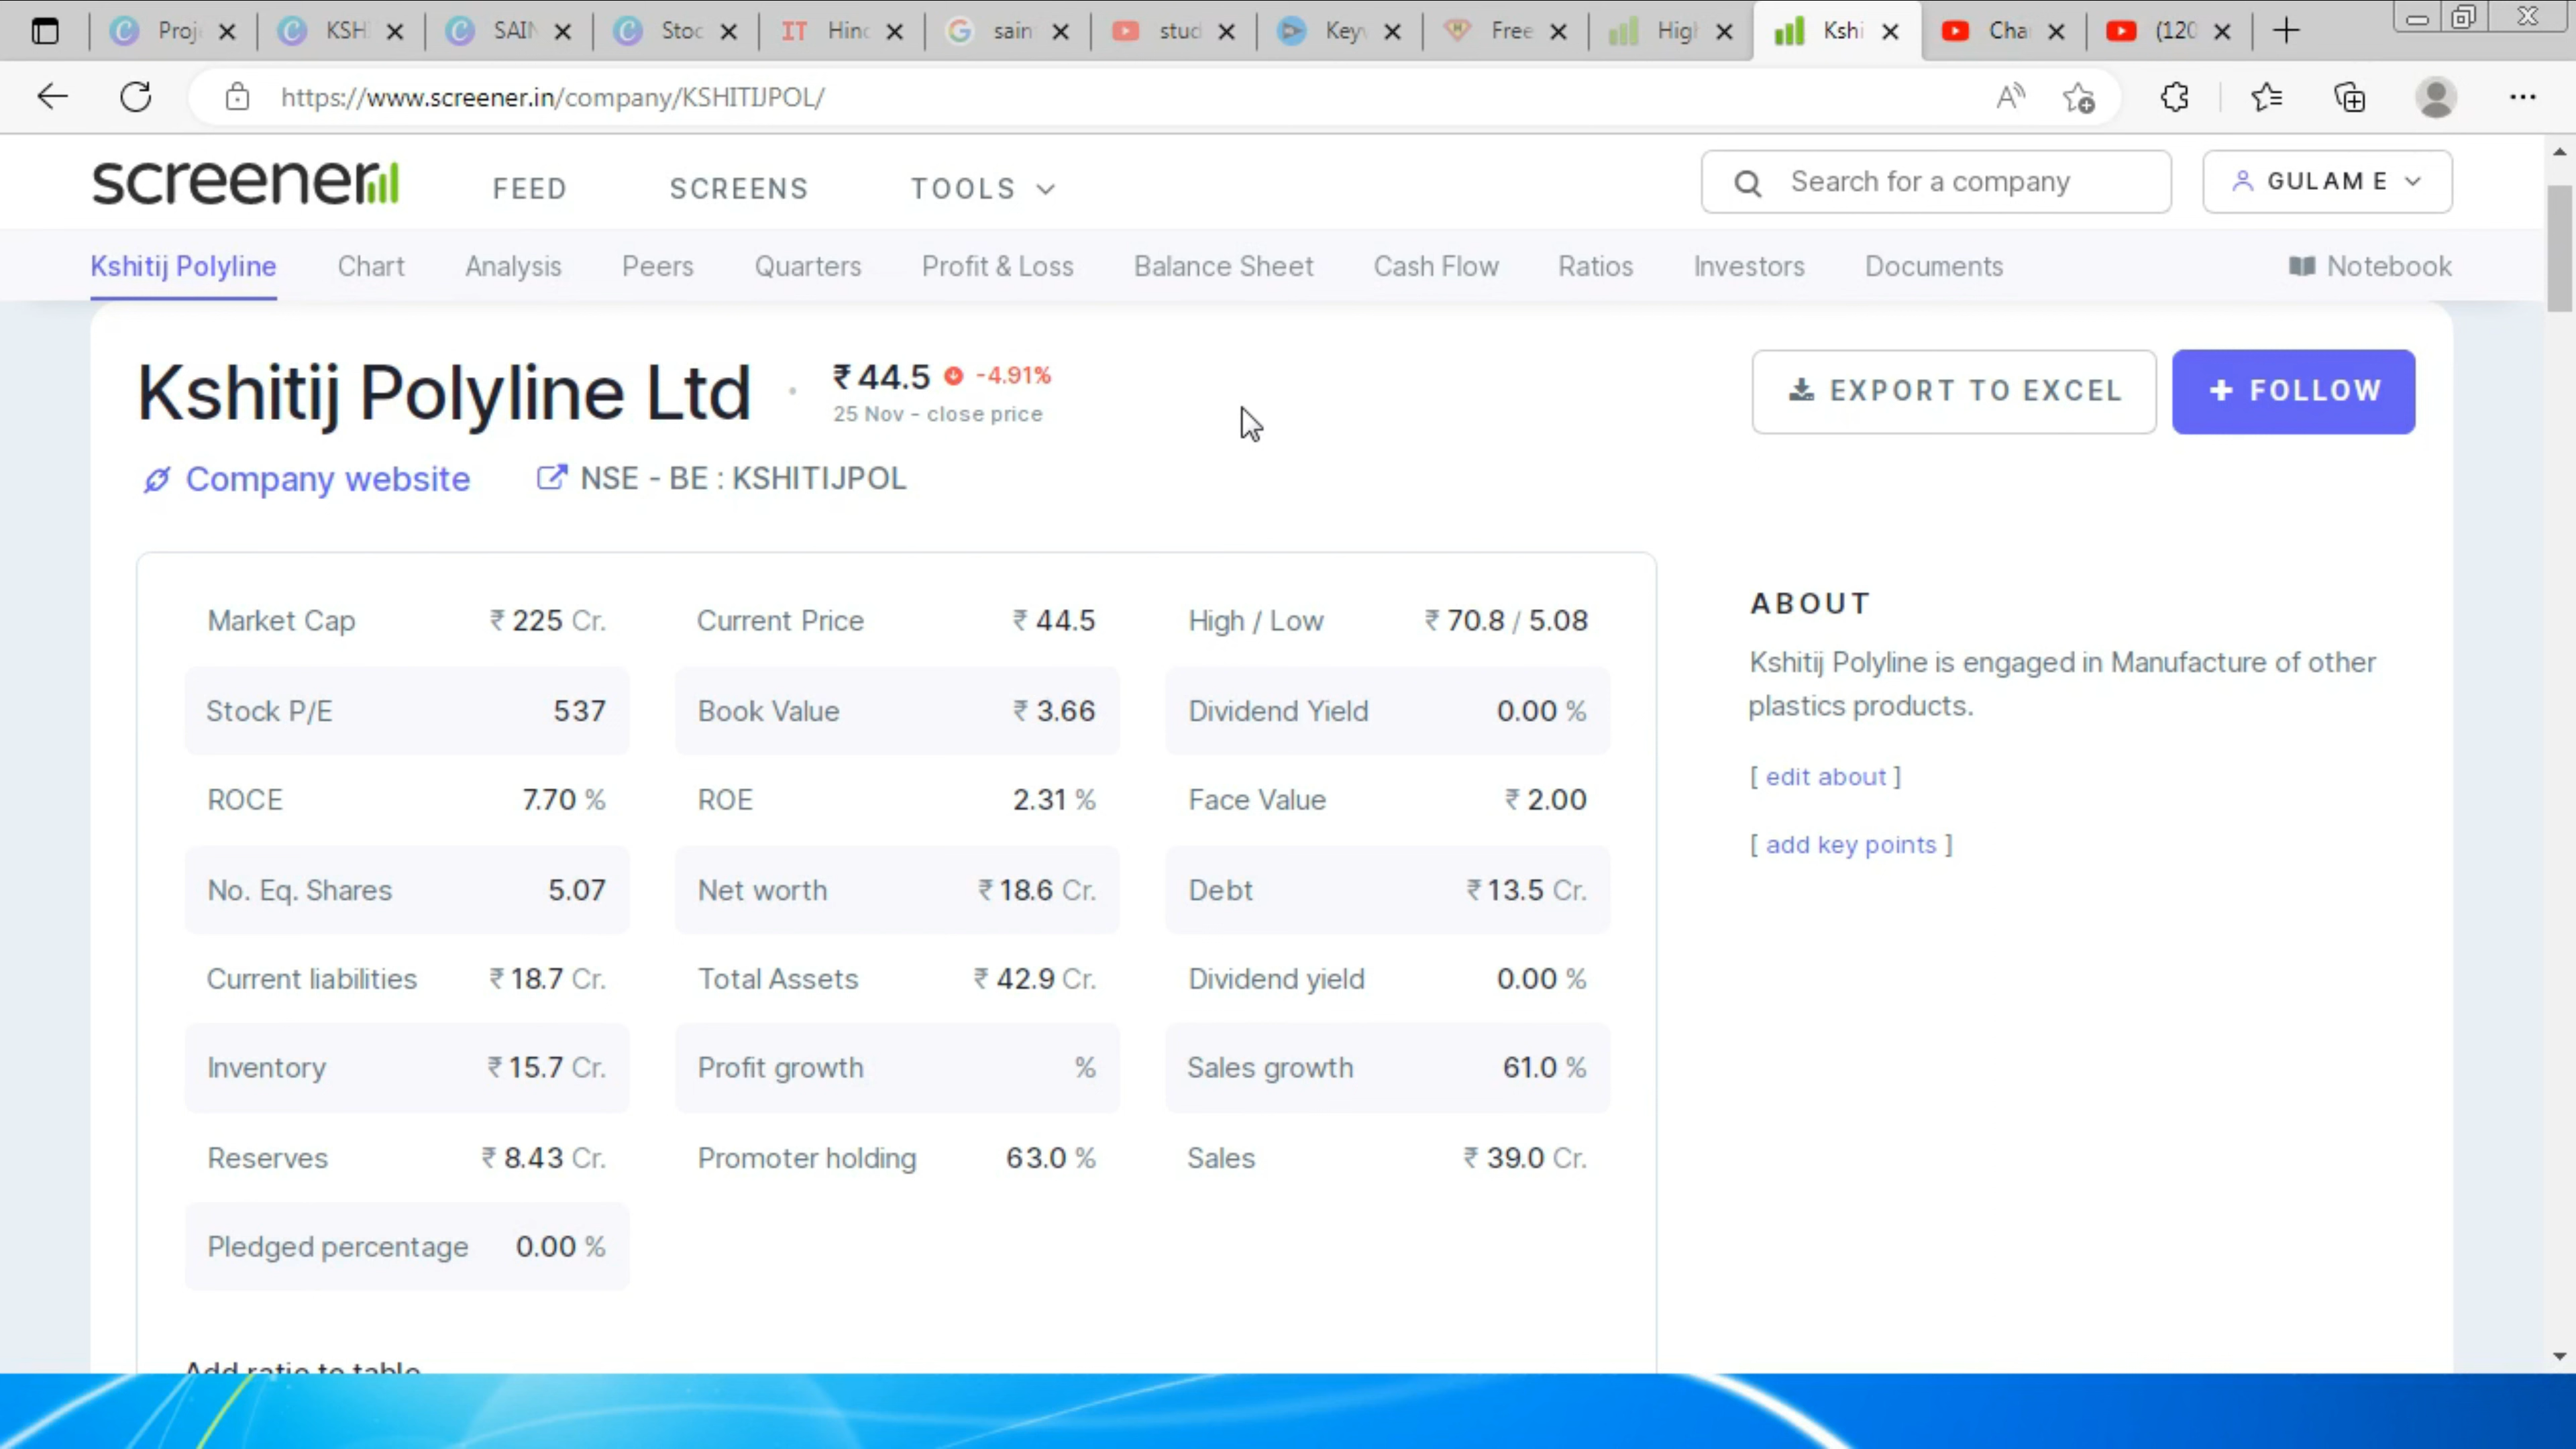 Proj KSH SAIN Stoc IT Hind sain stud Key Free High Kshi Cha (120
https://www.screener.in/company/KSHITIJPOL/
screener FEED SCREENS TOOLS Search for a company GULAM E
Kshitij Polyline Chart Analysis Peers Quarters Profit & Loss Balance Sheet Cash Flow Ratios Investors Documents Notebook
Kshitij Polyline Ltd · ₹ 44.5 -4.91% EXPORT TO EXCEL + FOLLOW
25 Nov - close price
Company website NSE - BE : KSHITIJPOL
Market Cap ₹ 225 Cr. Current Price ₹ 44.5 High / Low ₹ 70.8 / 5.08
Stock P/E 537 Book Value ₹ 3.66 Dividend Yield 0.00 %
ROCE 7.70 % ROE 2.31 % Face Value ₹ 2.00
No. Eq. Shares 5.07 Net worth ₹ 18.6 Cr. Debt ₹ 13.5 Cr.
Current liabilities ₹ 18.7 Cr. Total Assets ₹ 42.9 Cr. Dividend yield 0.00 %
Inventory ₹ 15.7 Cr. Profit growth % Sales growth 61.0 %
Reserves ₹ 8.43 Cr. Promoter holding 63.0 % Sales ₹ 39.0 Cr.
Pledged percentage 0.00 %
Add ratio to table
ABOUT
Kshitij Polyline is engaged in Manufacture of other
plastics products.
[ edit about ]
[ add key points ]